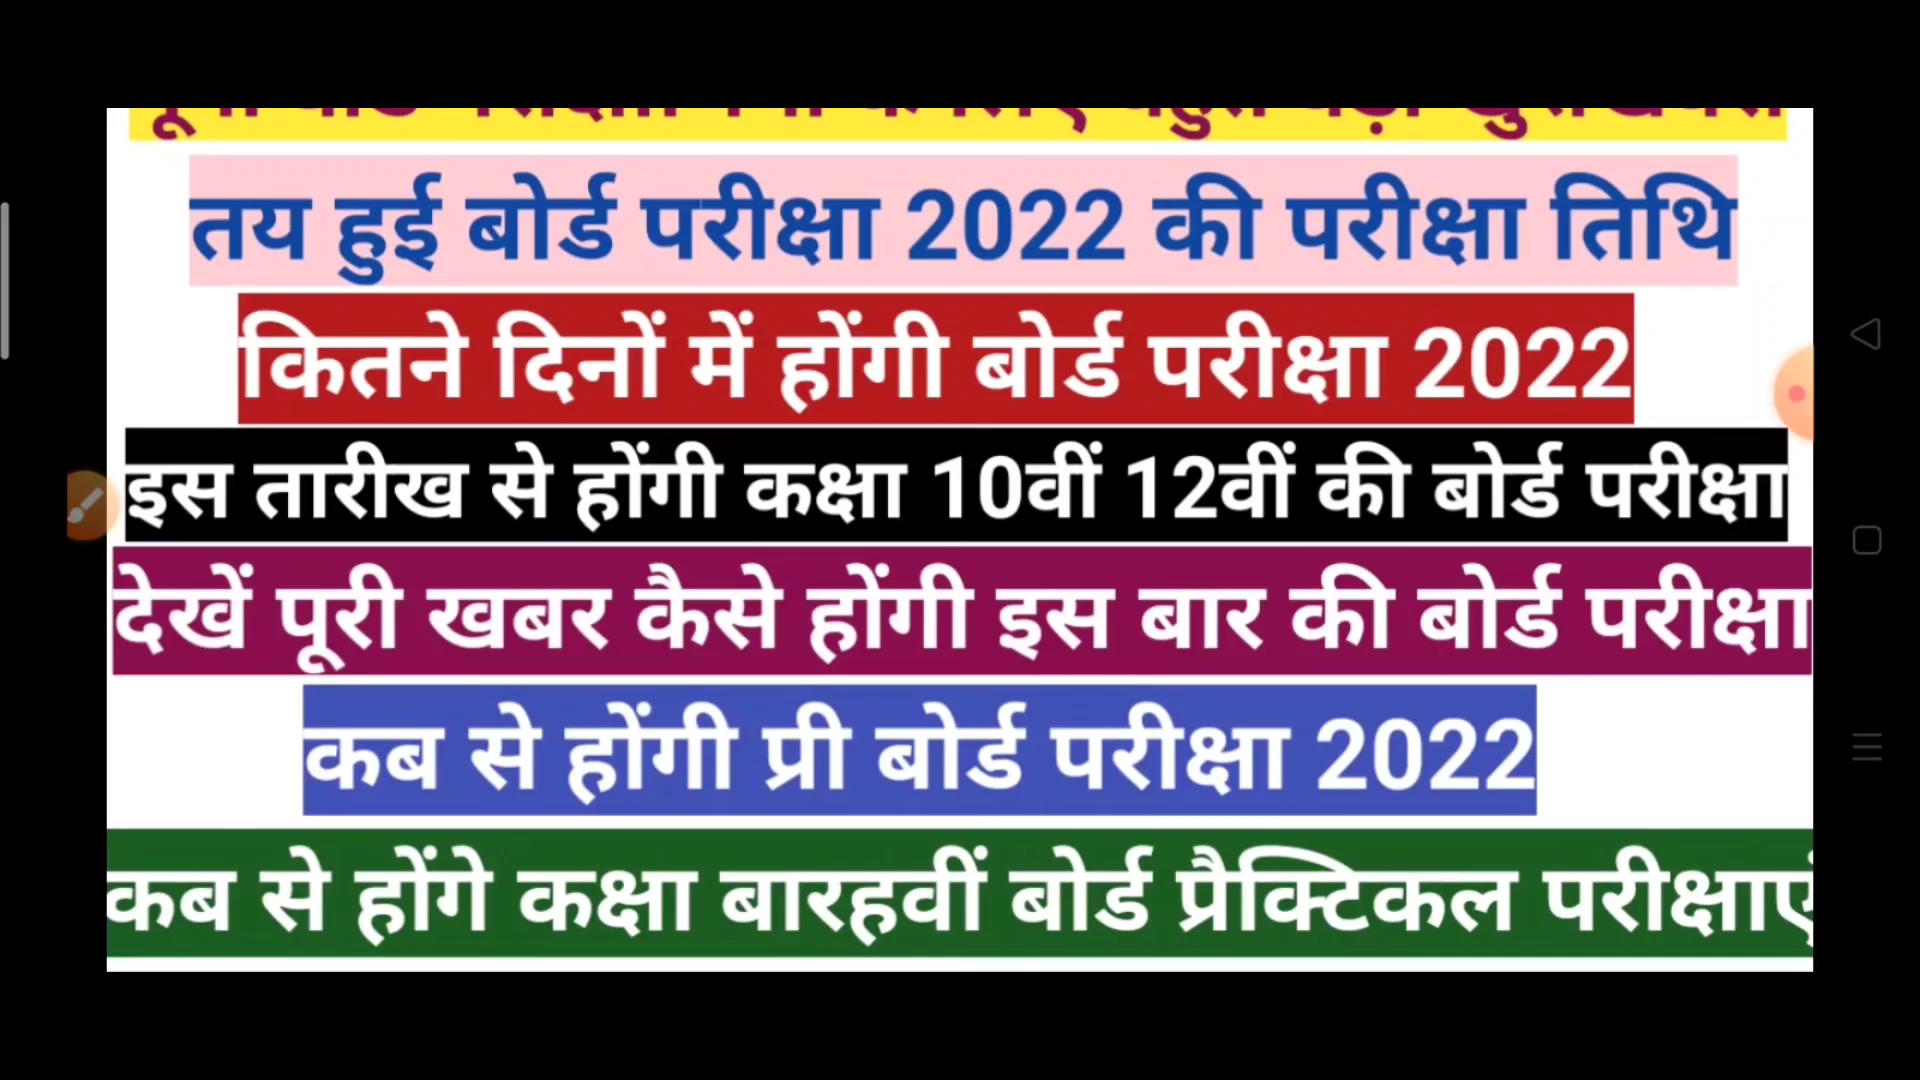 तय हुई बोर्ड परीक्षा 2022 की परीक्षा तिथि
कितने दिनों में होंगी बोर्ड परीक्षा 2022
इस तारीख से होंगी कक्षा 10वीं 12वीं की बोर्ड परीक्षा
देखें पूरी खबर कैसे होंगी इस बार की बोर्ड परीक्षा
कब से होंगी प्री बोर्ड परीक्षा 2022
कब से होंगे कक्षा बारहवीं बोर्ड प्रैक्टिकल परीक्षाएं